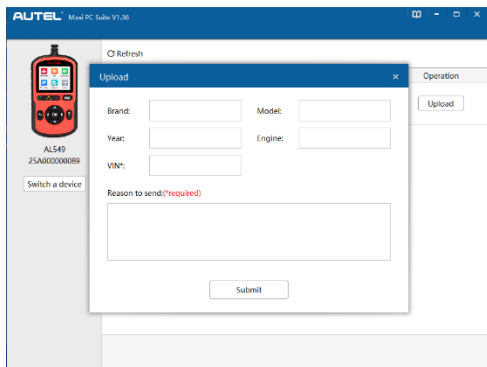 AUTEL Maxi PC Suite V1.36
Refresh
Operation
Upload
AL549
25A000000089
Switch a device
Upload
Brand:
Model:
Year:
Engine:
VIN*:
Reason to send:(*required)
Submit